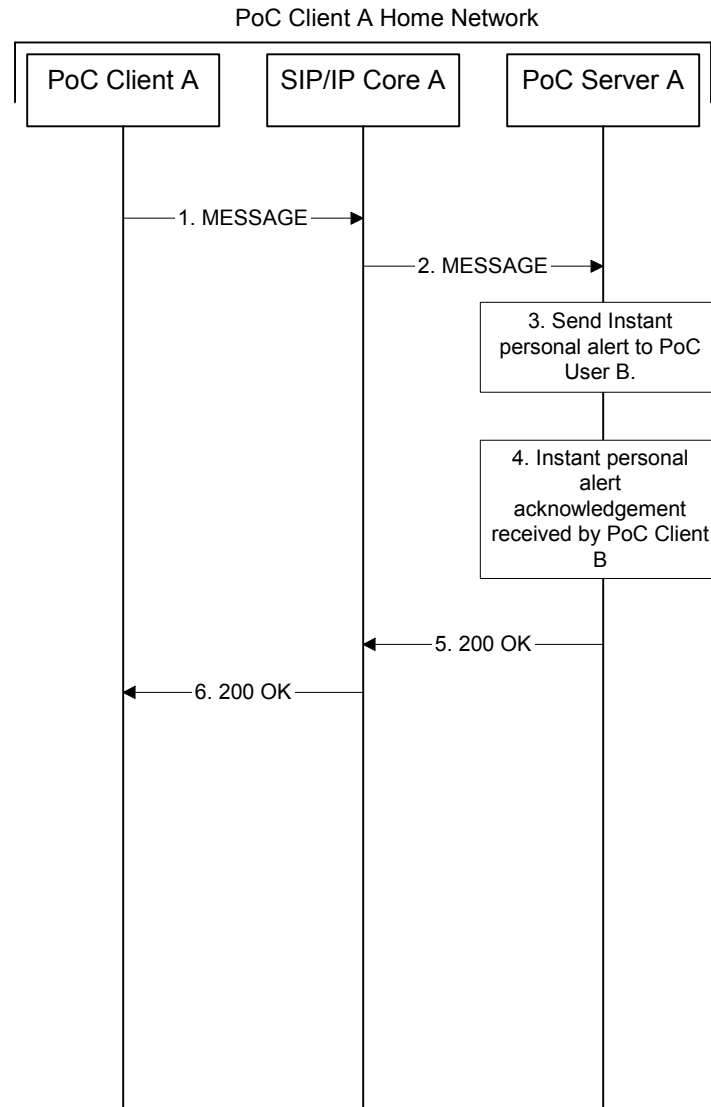 PoC Client A Home Network
PoC Client A
SIP/IP Core A
PoC Server A
1. MESSAGE
2. MESSAGE
3. Send Instant
personal alert to PoC
User B.
4. Instant personal
alert
acknowledgement
received by PoC Client
B
5. 200 OK
6. 200 OK